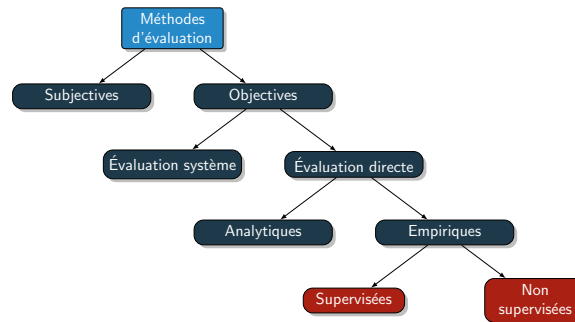 Méthodes
d'évaluation
Subjectives
Objectives
Évaluation système
Évaluation directe
Analytiques
Empiriques
Supervisées
Non
supervisées